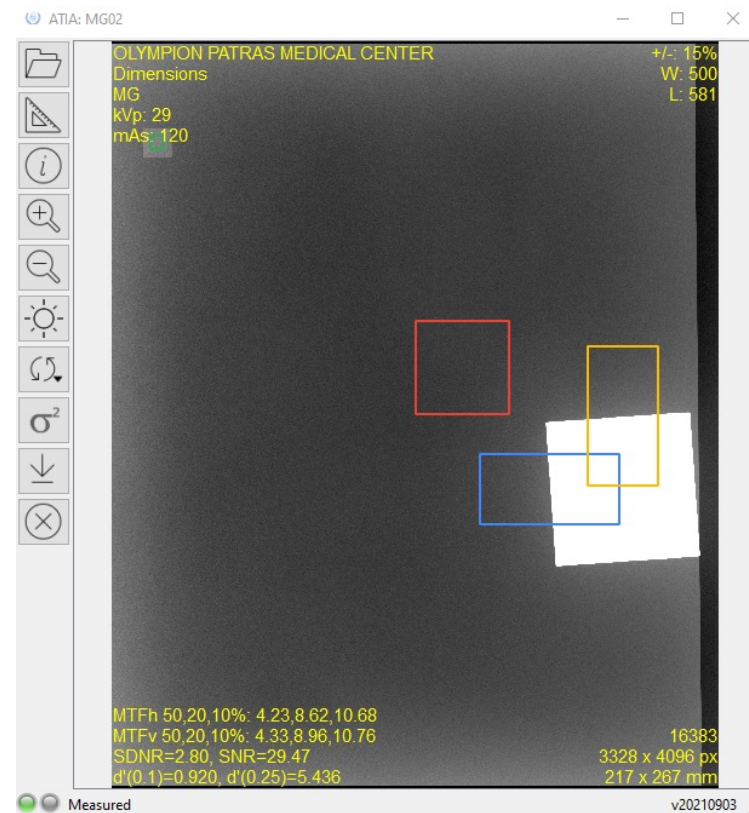 ATIA: MG02
OLYMPION PATRAS MEDICAL CENTER
Dimensions
MG
kVp: 29
mAs: 120
+/-: 15%
W: 500
L: 581
i
σ²
MTFh 50,20,10%: 4.23,8.62,10.68
MTFv 50,20,10%: 4.33,8.96,10.76
SDNR=2.80, SNR=29.47
d'(0.1)=0.920, d'(0.25)=5.436
16383
3328 x 4096 px
217 x 267 mm
Measured
v20210903